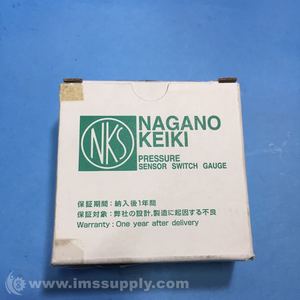 NKS
NAGANO
KEIKI
PRESSURE
SENSOR SWITCH GAUGE
保証期間：納入後1年間
保証対象：弊社の設計,製造に起因する不良
Warranty : One year after delivery
© www.imssupply.com